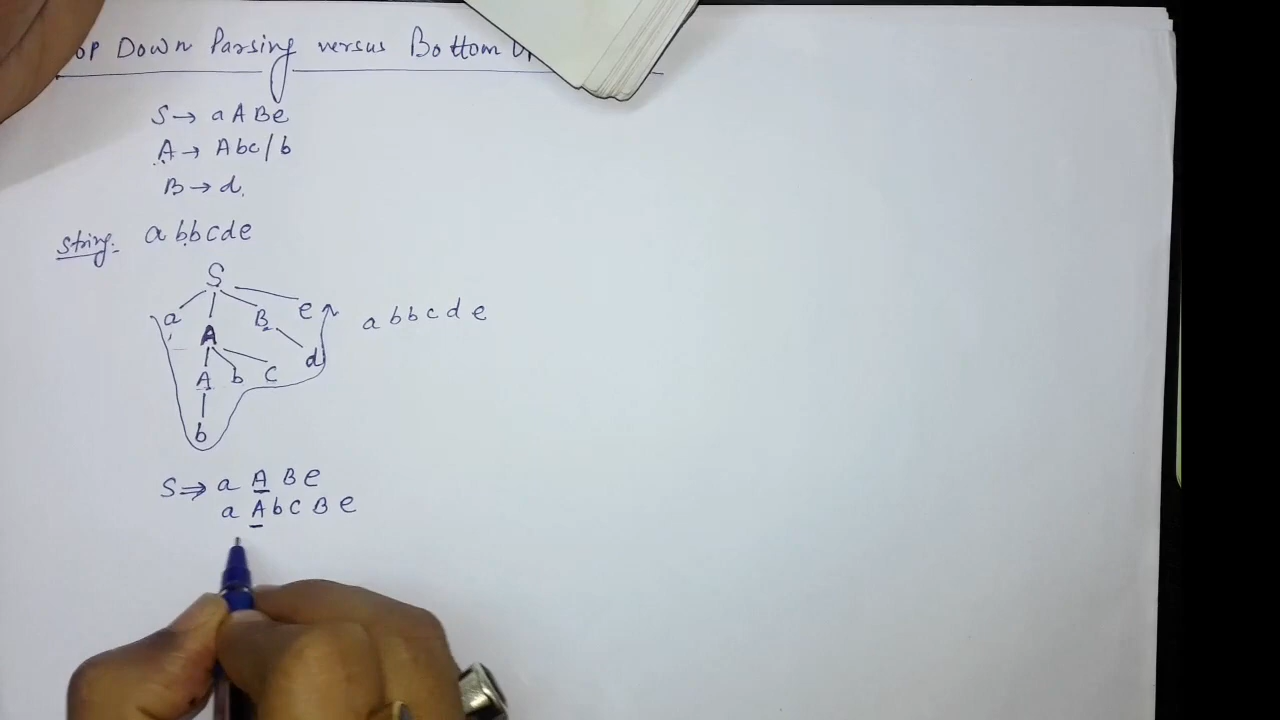 op Down Parsing versus Bottom U
S → a A B e
A → A b c / b
B → d.
String:- a b b c d e
S
a A B e a b b c d e
A b c d
b
S ⇒ a A B e
a A b c B e